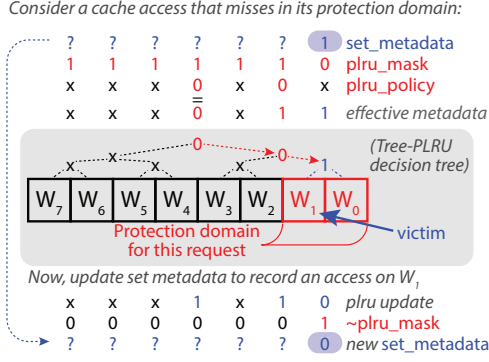 Consider a cache access that misses in its protection domain:
? ? ? ? ? ? 1 set_metadata
1 1 1 1 1 1 0 plru_mask
x x x 0 x 0 x plru_policy
=
x x x 0 x 1 1 effective metadata
(Tree-PLRU
decision tree)
0
x 0
x x x 1
W7 W6 W5 W4 W3 W2 W1 W0
Protection domain
for this request
victim
Now, update set metadata to record an access on W1
x x x 1 x 1 0 plru update
0 0 0 0 0 0 1 ~plru_mask
? ? ? ? ? ? 0 new set_metadata